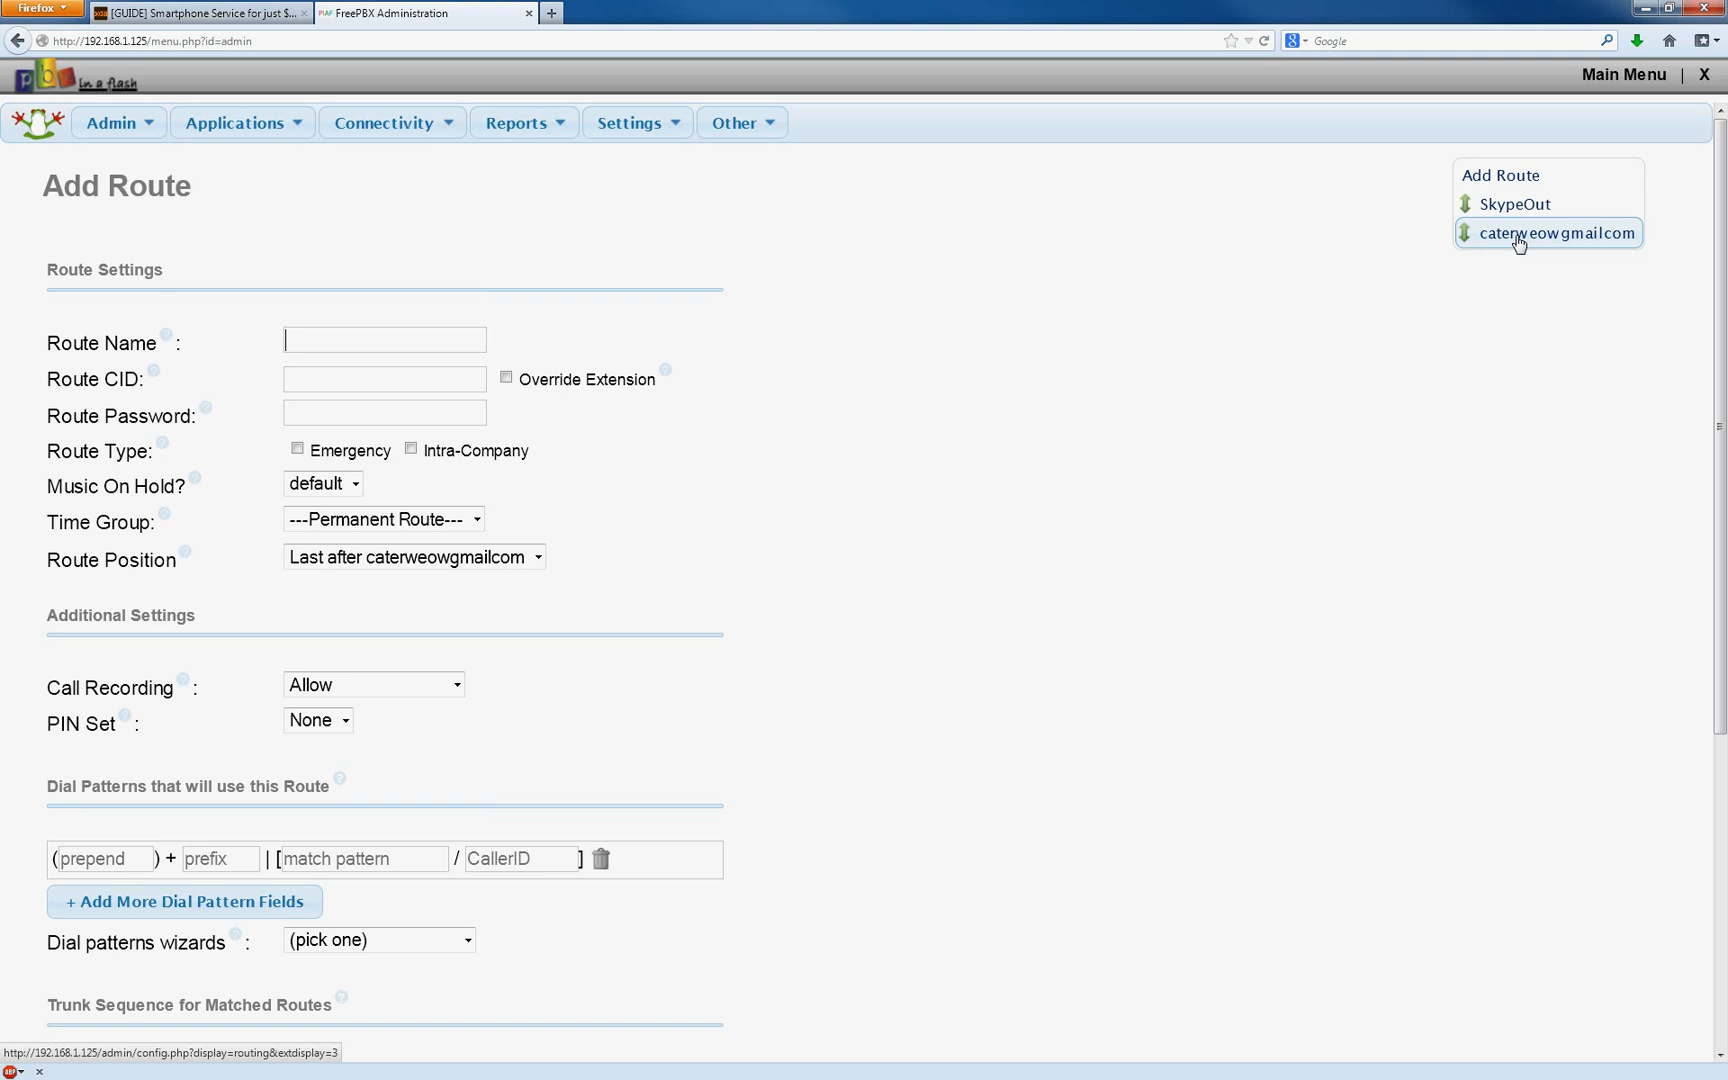 Firefox
[GUIDE] Smartphone Service for just $...
PIAF FreePBX Administration
http://192.168.1.125/menu.php?id=admin
Google
pbx in a flash
Main Menu | X
Admin
Applications
Connectivity
Reports
Settings
Other
Add Route
Add Route
SkypeOut
caterweowgmailcom
Route Settings
Route Name ? :
Route CID: ?
Override Extension ?
Route Password: ?
Route Type: ?
Emergency
Intra-Company
Music On Hold? ?
default
Time Group: ?
---Permanent Route---
Route Position ?
Last after caterweowgmailcom
Additional Settings
Call Recording ? :
Allow
PIN Set ? :
None
Dial Patterns that will use this Route ?
(prepend) + prefix | [match pattern / CallerID]
+ Add More Dial Pattern Fields
Dial patterns wizards ? :
(pick one)
Trunk Sequence for Matched Routes ?
http://192.168.1.125/admin/config.php?display=routing&extdisplay=3
ABP